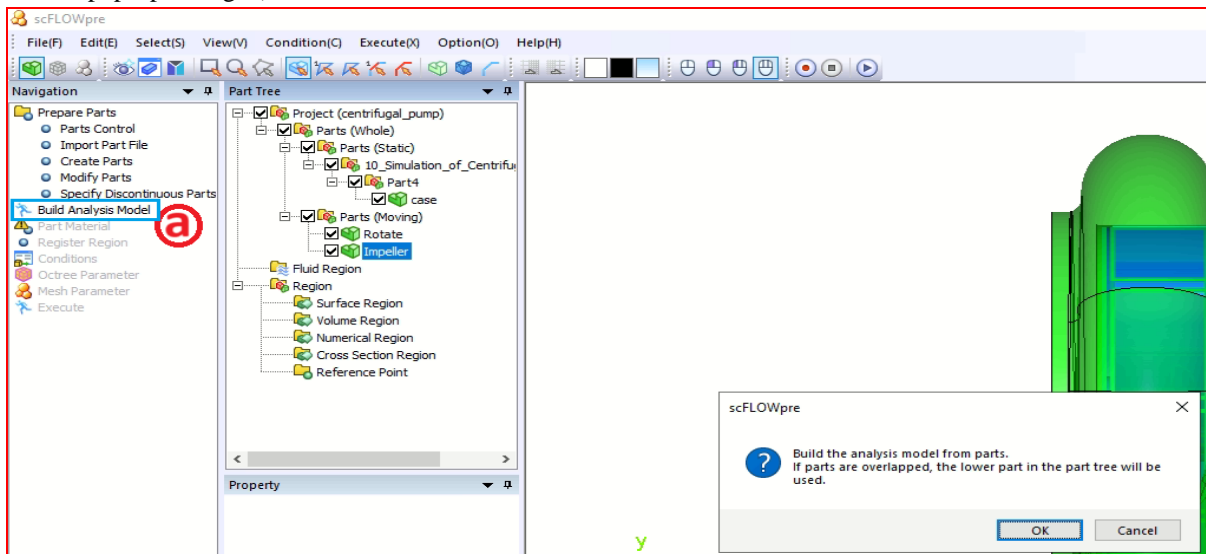 scFLOWpre
File(F) Edit(E) Select(S) View(V) Condition(C) Execute(X) Option(O) Help(H)
Navigation
Prepare Parts
Parts Control
Import Part File
Create Parts
Modify Parts
Specify Discontinuous Parts
Build Analysis Model
a
Part Material
Register Region
Conditions
Octree Parameter
Mesh Parameter
Execute
Part Tree
Project (centrifugal_pump)
Parts (Whole)
Parts (Static)
10_Simulation_of_Centrifu
Part4
case
Parts (Moving)
Rotate
Impeller
Fluid Region
Region
Surface Region
Volume Region
Numerical Region
Cross Section Region
Reference Point
Property
scFLOWpre
Build the analysis model from parts.
If parts are overlapped, the lower part in the part tree will be
used.
OK Cancel
y